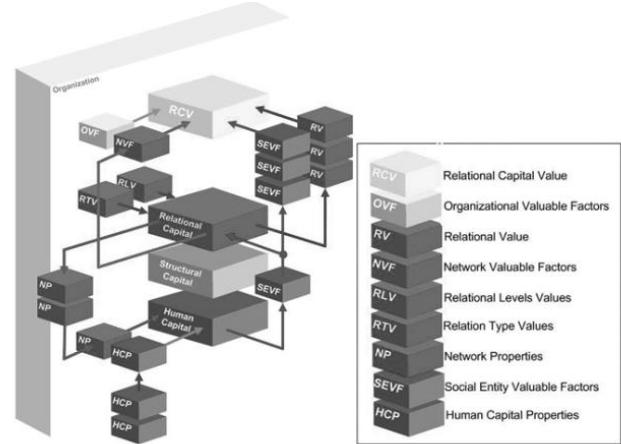 Organization
RCV
OVF
NVF
RV
RV
RV
SEVF
SEVF
SEVF
RLV
RTV
Relational
Capital
Structural
Capital
SEVF
NP
NP
Human
Capital
NP
HCP
HCP
HCP
RCV Relational Capital Value
OVF Organizational Valuable Factors
RV Relational Value
NVF Network Valuable Factors
RLV Relational Levels Values
RTV Relation Type Values
NP Network Properties
SEVF Social Entity Valuable Factors
HCP Human Capital Properties